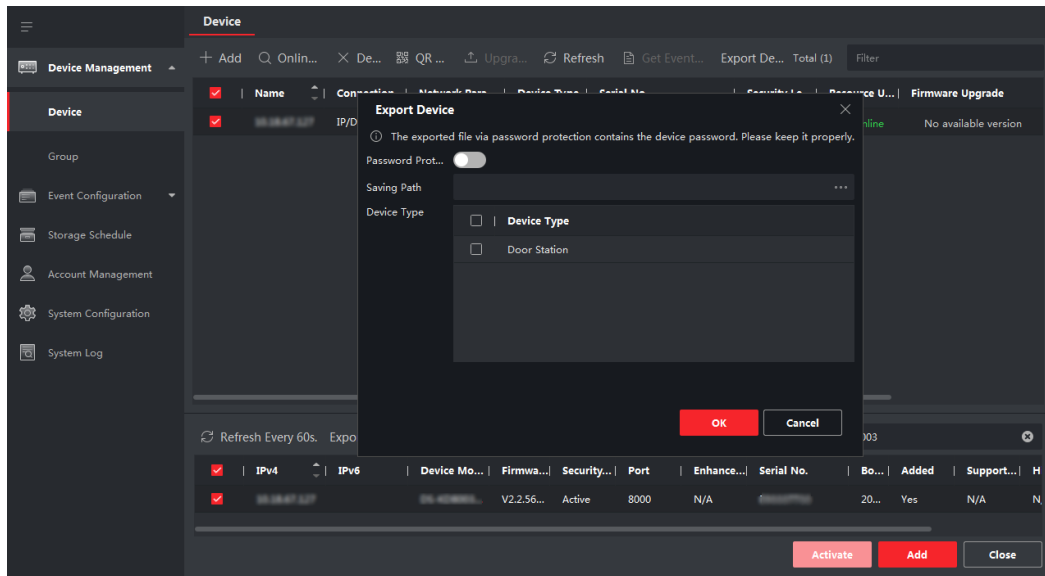 Device
Device Management
Device
Group
Event Configuration
Storage Schedule
Account Management
System Configuration
System Log
+ Add Onlin... De... QR ... Upgra... Refresh Get Event... Export De... Total (1) Filter
Name Firmware Upgrade
IP/D No available version
Export Device
The exported file via password protection contains the device password. Please keep it properly.
Password Prot...
Saving Path ...
Device Type
Device Type
Door Station
OK Cancel
Refresh Every 60s. Expo 003
IPv4 IPv6 Device Mo... Firmwa... Security... Port Enhance... Serial No. Bo... Added Support... H
V2.2.56... Active 8000 N/A 20... Yes N/A N
Activate Add Close